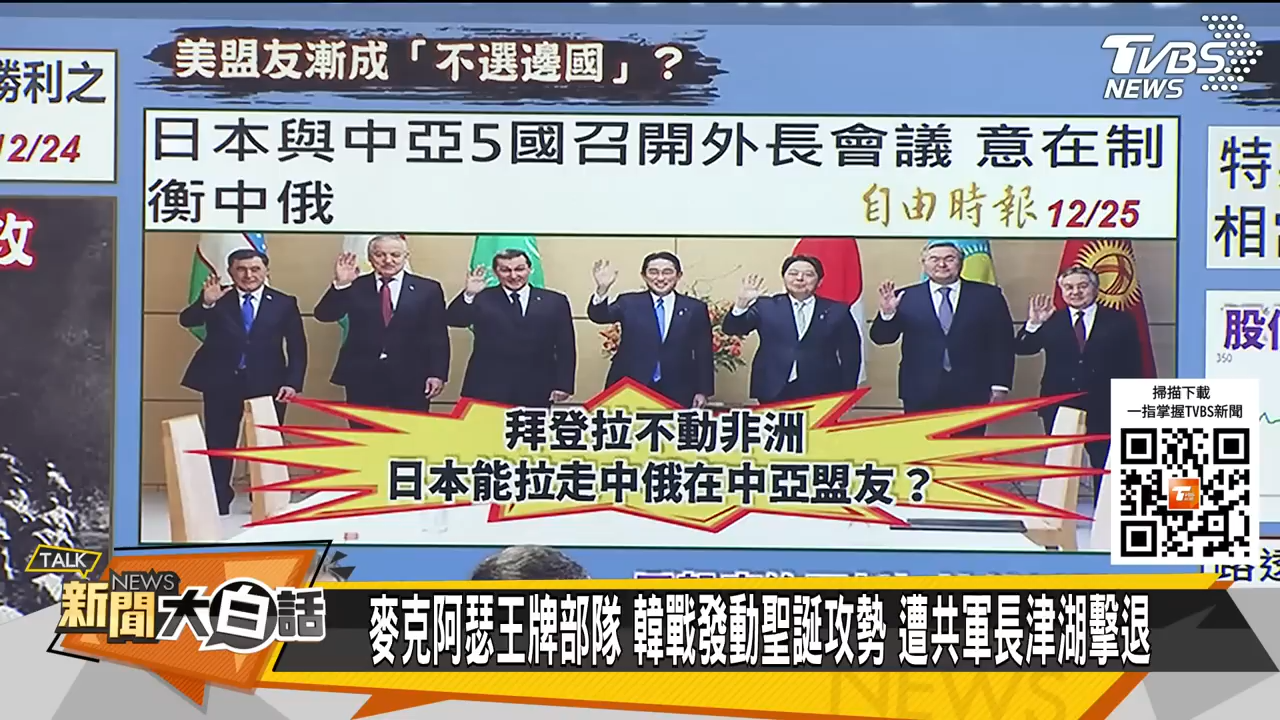 美盟友漸成「不選邊國」?
TVBS
NEWS
勝利之
12/24
日本與中亞5國召開外長會議 意在制
衡中俄
自由時報 12/25
特
相
改
股
350
掃描下載
一指掌握TVBS新聞
拜登拉不動非洲
日本能拉走中俄在中亞盟友?
TALK
NEWS
新聞大白話
麥克阿瑟王牌部隊 韓戰發動聖誕攻勢 遭共軍長津湖擊退
NEWS